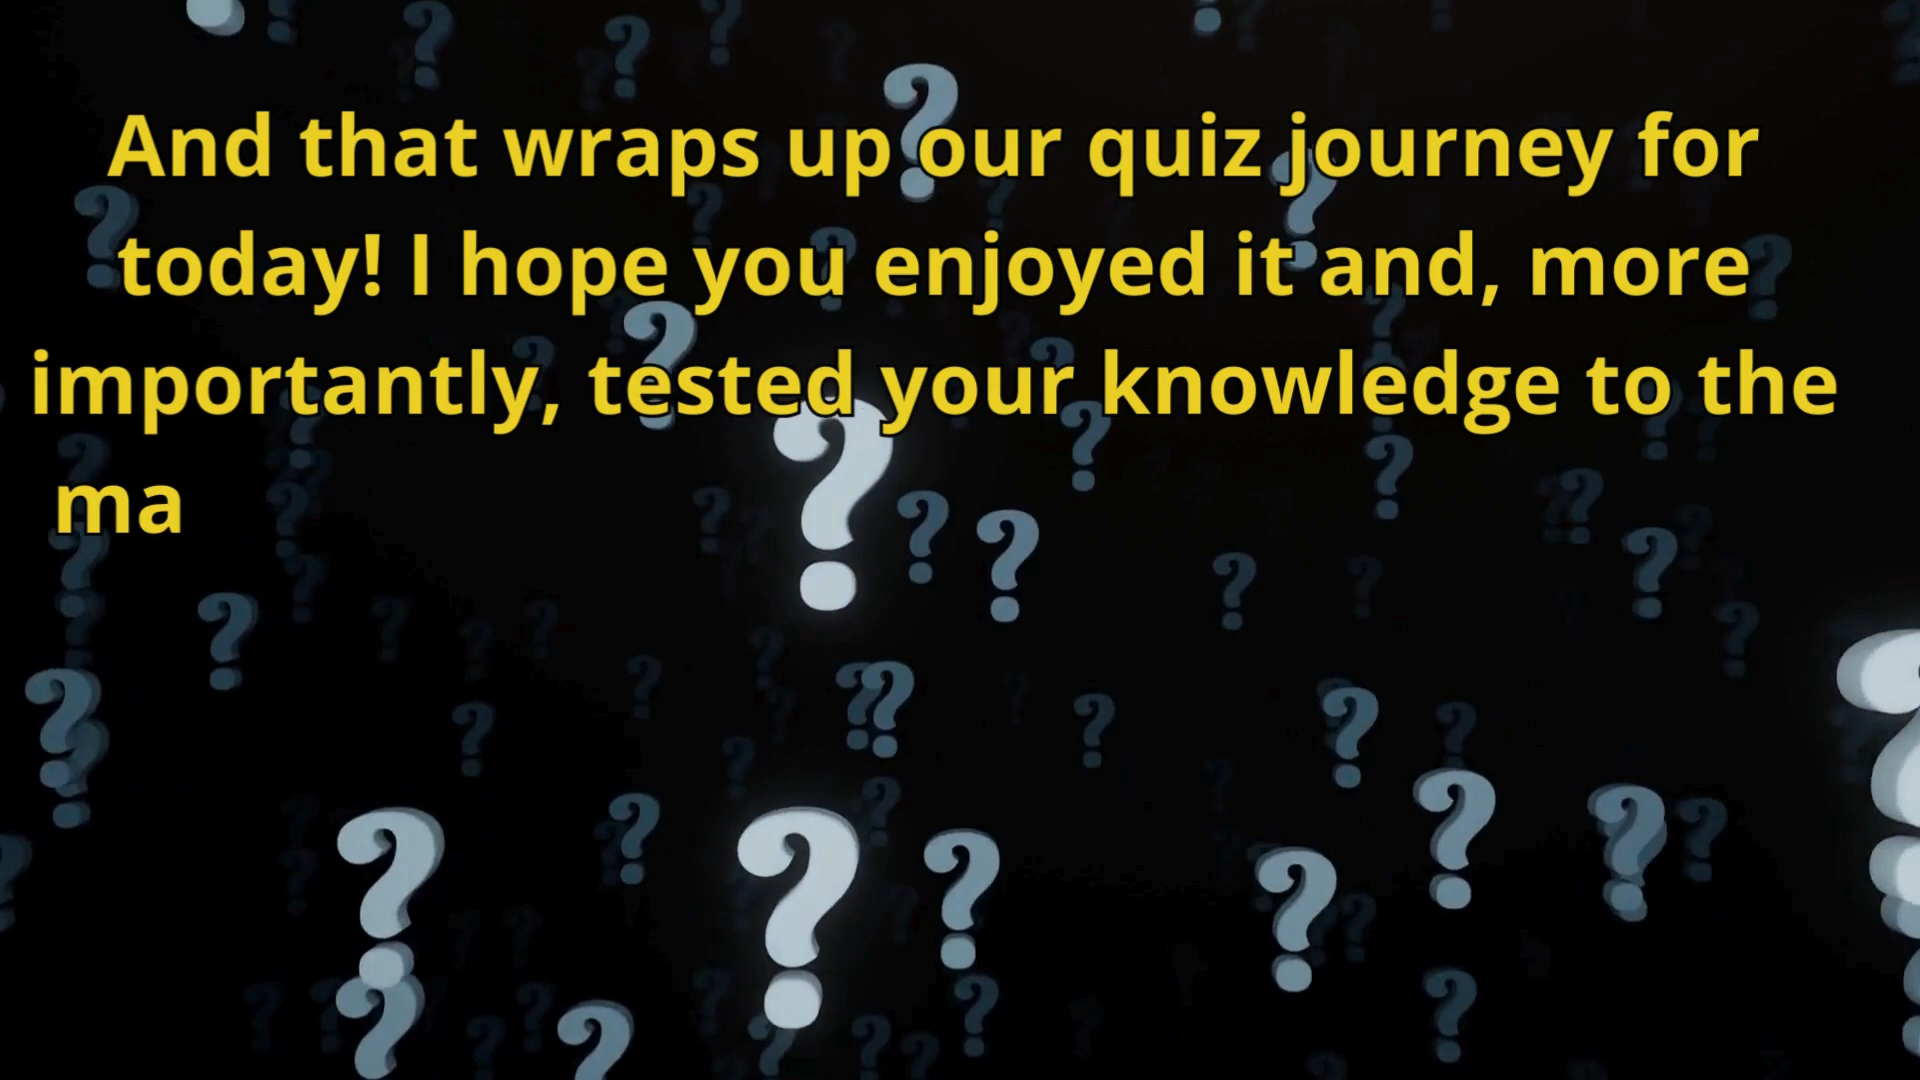 And that wraps up our quiz journey for
today! I hope you enjoyed it and, more
importantly, tested your knowledge to the
ma